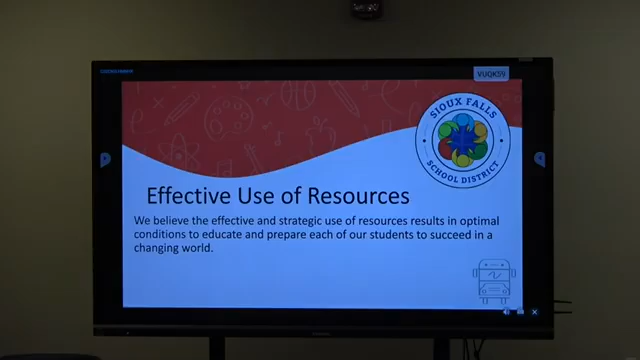 VUQK59
SIOUX FALLS
SCHOOL DISTRICT
Effective Use of Resources
We believe the effective and strategic use of resources results in optimal
conditions to educate and prepare each of our students to succeed in a
changing world.